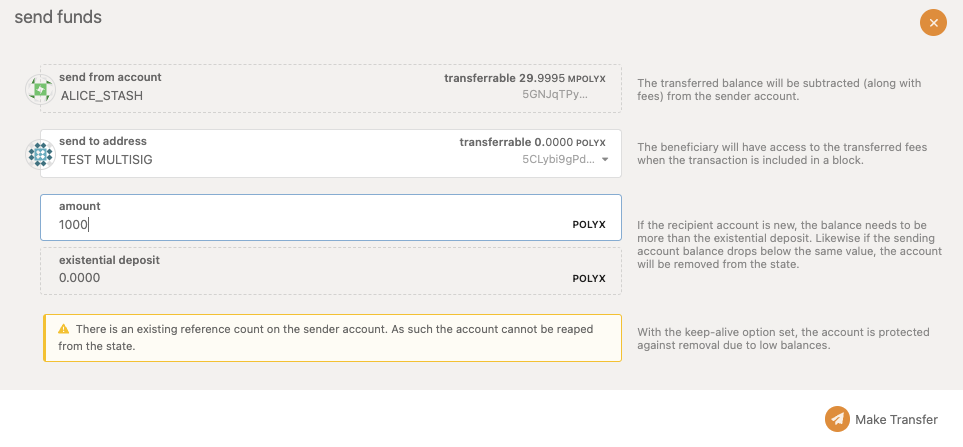 send funds
send from account
transferrable 29.9995 MPOLYX
ALICE_STASH
5GNJqTPy...
The transferred balance will be subtracted (along with
fees) from the sender account.
send to address
transferrable 0.0000 POLYX
TEST MULTISIG
5CLybi9gPd...
The beneficiary will have access to the transferred fees
when the transaction is included in a block.
amount
1000
POLYX
existential deposit
0.0000
POLYX
If the recipient account is new, the balance needs to be
more than the existential deposit. Likewise if the sending
account balance drops below the same value, the account
will be removed from the state.
There is an existing reference count on the sender account. As such the account cannot be reaped
from the state.
With the keep-alive option set, the account is protected
against removal due to low balances.
Make Transfer